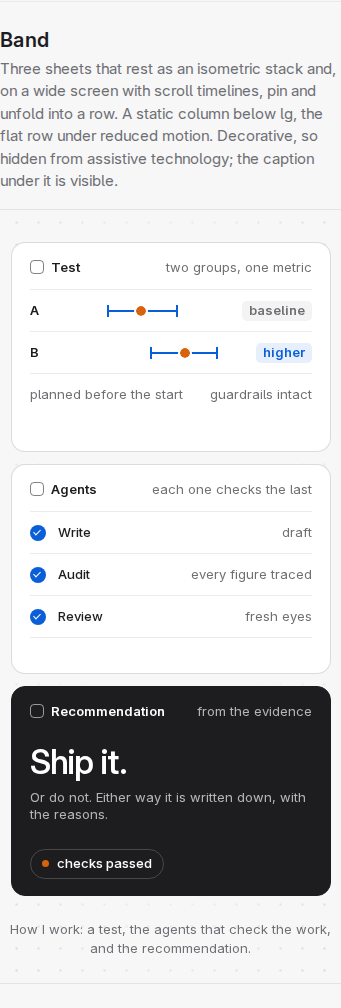 Band
Three sheets that rest as an isometric stack and,
on a wide screen with scroll timelines, pin and
unfold into a row. A static column below lg, the
flat row under reduced motion. Decorative, so
hidden from assistive technology; the caption
under it is visible.
Test two groups, one metric
A baseline
B higher
planned before the start guardrails intact
Agents each one checks the last
Write draft
Audit every figure traced
Review fresh eyes
Recommendation from the evidence
Ship it.
Or do not. Either way it is written down, with
the reasons.
checks passed
How I work: a test, the agents that check the work,
and the recommendation.